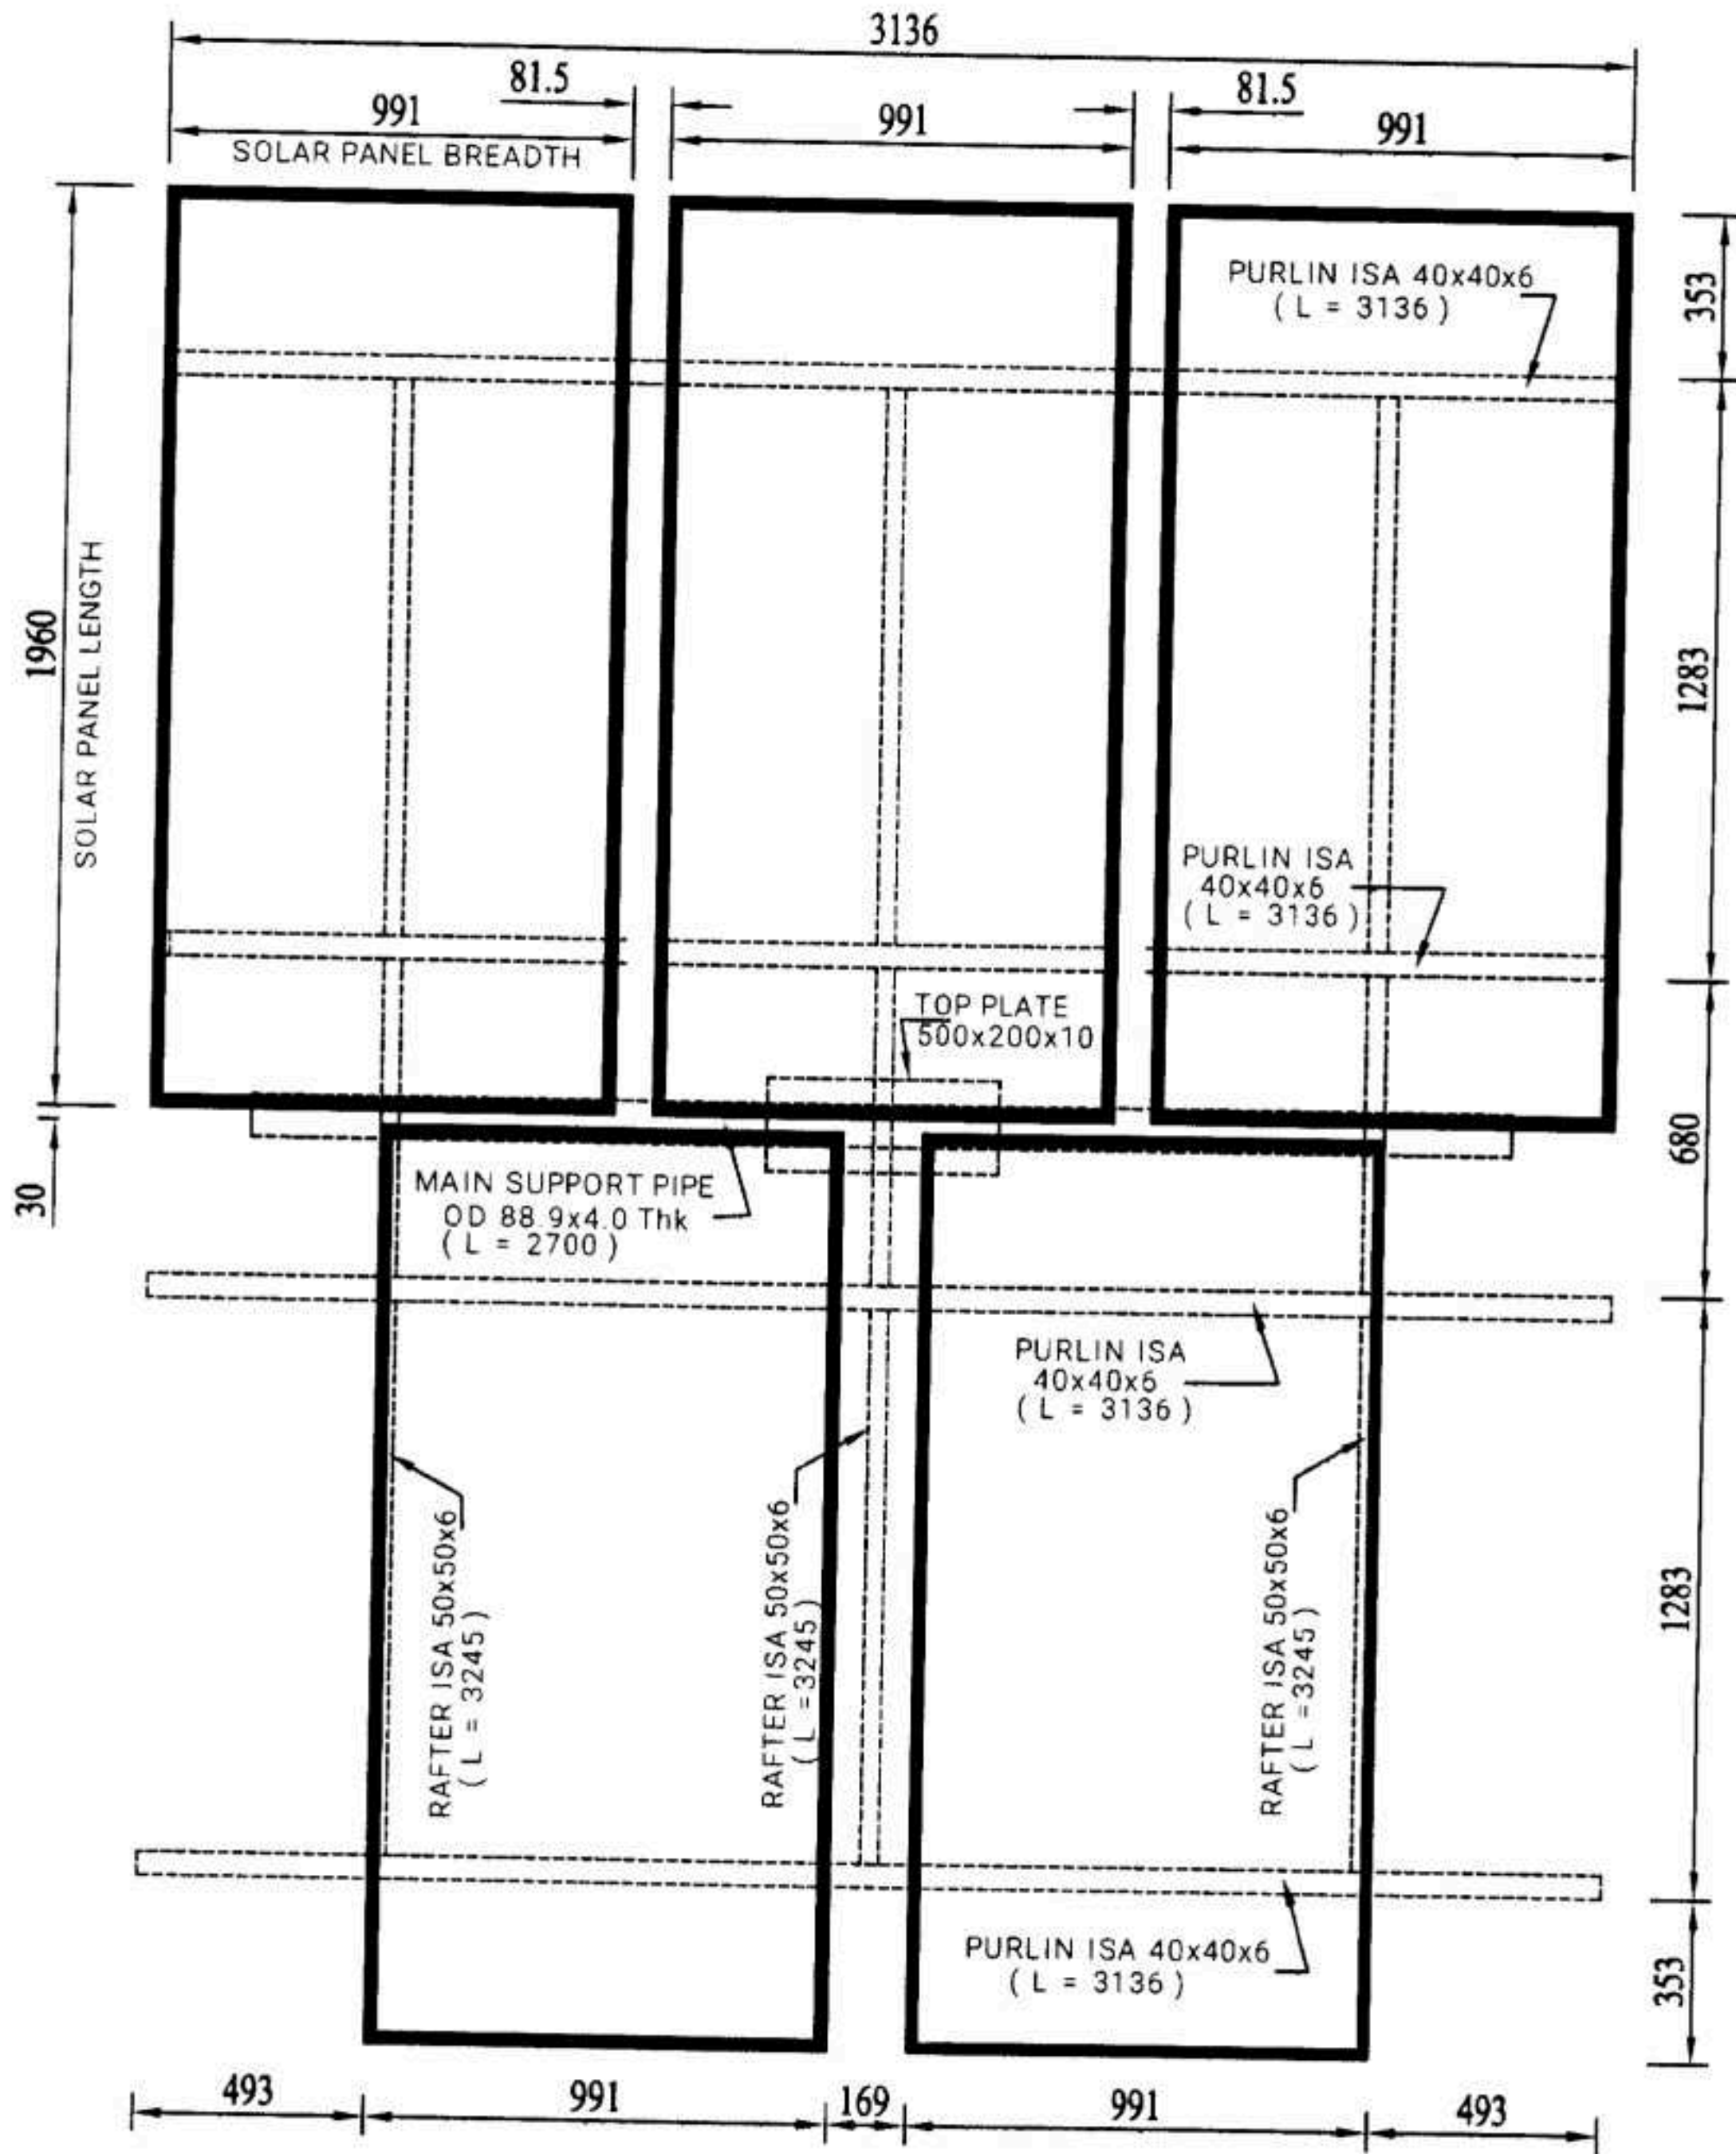 3136
81.5
81.5
991
991
991
SOLAR PANEL BREADTH
PURLIN ISA 40x40x6
( L = 3136 )
353
1960
SOLAR PANEL LENGTH
1283
PURLIN ISA
40x40x6
( L = 3136 )
TOP PLATE
500x200x10
680
30
MAIN SUPPORT PIPE
OD 88.9x4.0 Thk
( L = 2700 )
PURLIN ISA
40x40x6
( L = 3136 )
RAFTER ISA 50x50x6
( L = 3245 )
RAFTER ISA 50x50x6
( L =3245 )
RAFTER ISA 50x50x6
( L =3245 )
1283
PURLIN ISA 40x40x6
( L = 3136 )
353
493
991
169
991
493